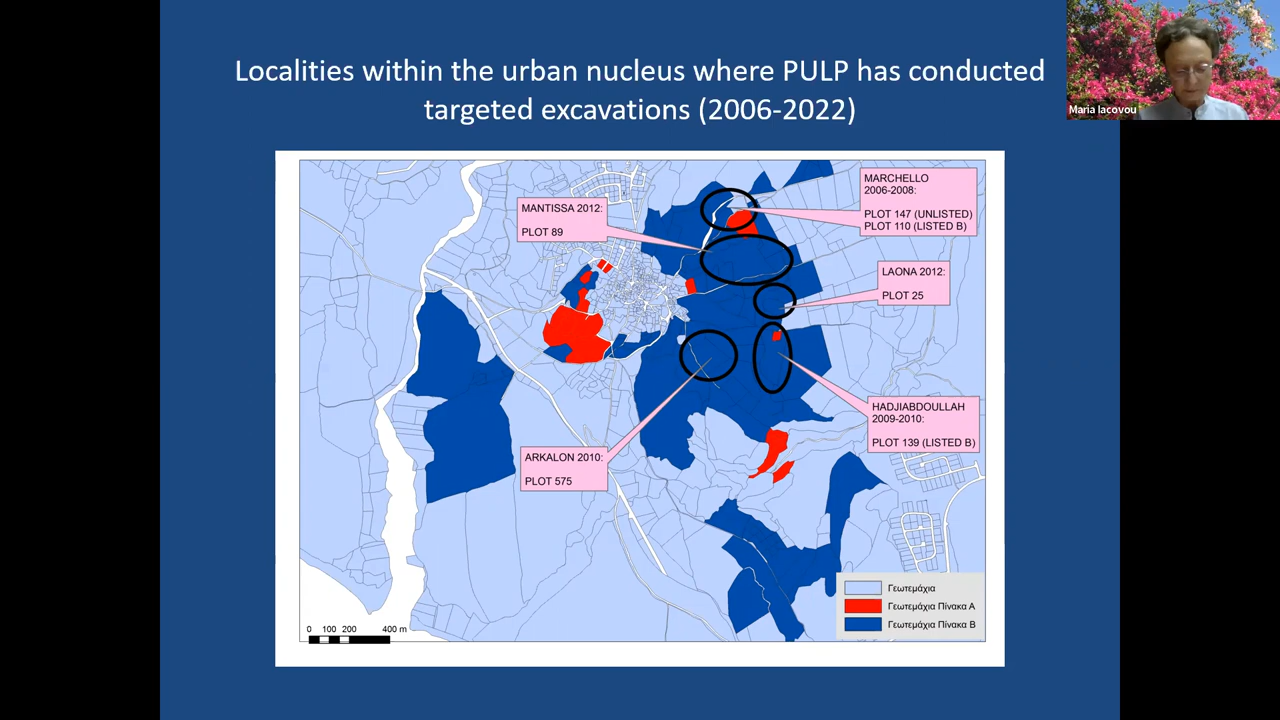 Localities within the urban nucleus where PULP has conducted
targeted excavations (2006-2022)
Maria Iacovou
MARCHELLO
2006-2008:
PLOT 147 (UNLISTED)
PLOT 110 (LISTED B)
MANTISSA 2012:
PLOT 89
LAONA 2012:
PLOT 25
HADJIABDOULLAH
2009-2010:
PLOT 139 (LISTED B)
ARKALON 2010:
PLOT 575
Γεωτεμάχια
Γεωτεμάχια Πίνακα Α
Γεωτεμάχια Πίνακα Β
0 100 200 400 m